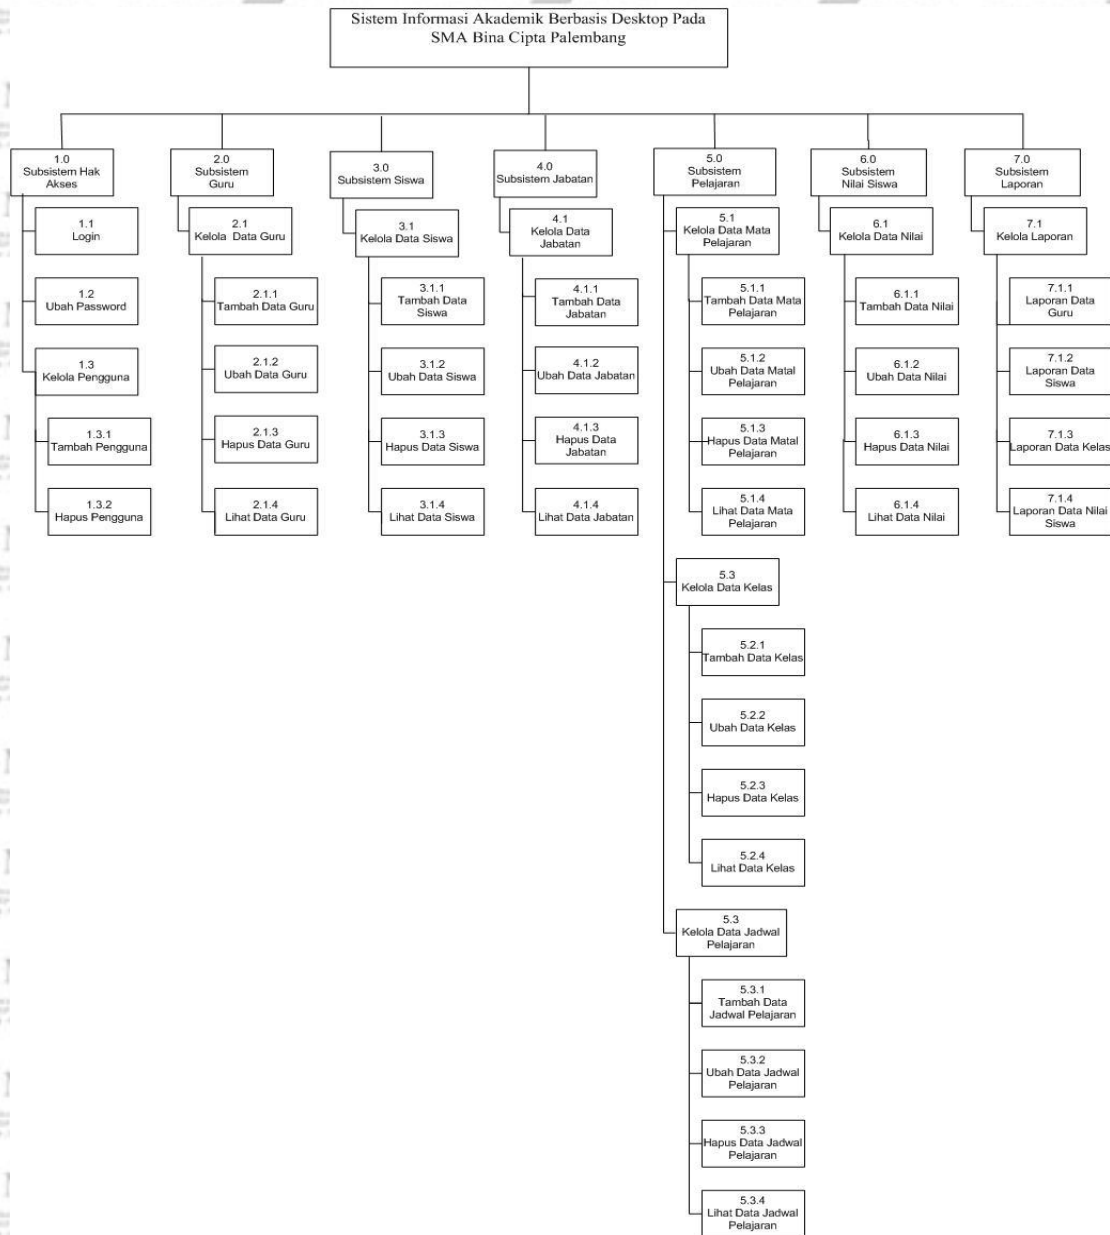 Sistem Informasi Akademik Berbasis Desktop Pada
SMA Bina Cipta Palembang
1.0
Subsistem Hak
Akses
1.1
Login
1.2
Ubah Password
1.3
Kelola Pengguna
1.3.1
Tambah Pengguna
1.3.2
Hapus Pengguna
2.0
Subsistem
Guru
2.1
Kelola Data Guru
2.1.1
Tambah Data Guru
2.1.2
Ubah Data Guru
2.1.3
Hapus Data Guru
2.1.4
Lihat Data Guru
3.0
Subsistem Siswa
3.1
Kelola Data Siswa
3.1.1
Tambah Data
Siswa
3.1.2
Ubah Data Siswa
3.1.3
Hapus Data Siswa
3.1.4
Lihat Data Siswa
4.0
Subsistem Jabatan
4.1
Kelola Data
Jabatan
4.1.1
Tambah Data
Jabatan
4.1.2
Ubah Data Jabatan
4.1.3
Hapus Data
Jabatan
4.1.4
Lihat Data Jabatan
5.0
Subsistem
Pelajaran
5.1
Kelola Data Mata
Pelajaran
5.1.1
Tambah Data Mata
Pelajaran
5.1.2
Ubah Data Matal
Pelajaran
5.1.3
Hapus Data Matal
Pelajaran
5.1.4
Lihat Data Mata
Pelajaran
5.3
Kelola Data Kelas
5.2.1
Tambah Data Kelas
5.2.2
Ubah Data Kelas
5.2.3
Hapus Data Kelas
5.2.4
Lihat Data Kelas
5.3
Kelola Data Jadwal
Pelajaran
5.3.1
Tambah Data
Jadwal Pelajaran
5.3.2
Ubah Data Jadwal
Pelajaran
5.3.3
Hapus Data Jadwal
Pelajaran
5.3.4
Lihat Data Jadwal
Pelajaran
6.0
Subsistem
Nilai Siswa
6.1
Kelola Data Nilai
6.1.1
Tambah Data Nilai
6.1.2
Ubah Data Nilai
6.1.3
Hapus Data Nilai
6.1.4
Lihat Data Nilai
7.0
Subsistem
Laporan
7.1
Kelola Laporan
7.1.1
Laporan Data
Guru
7.1.2
Laporan Data
Siswa
7.1.3
Laporan Data Kelas
7.1.4
Laporan Data Nilai
Siswa